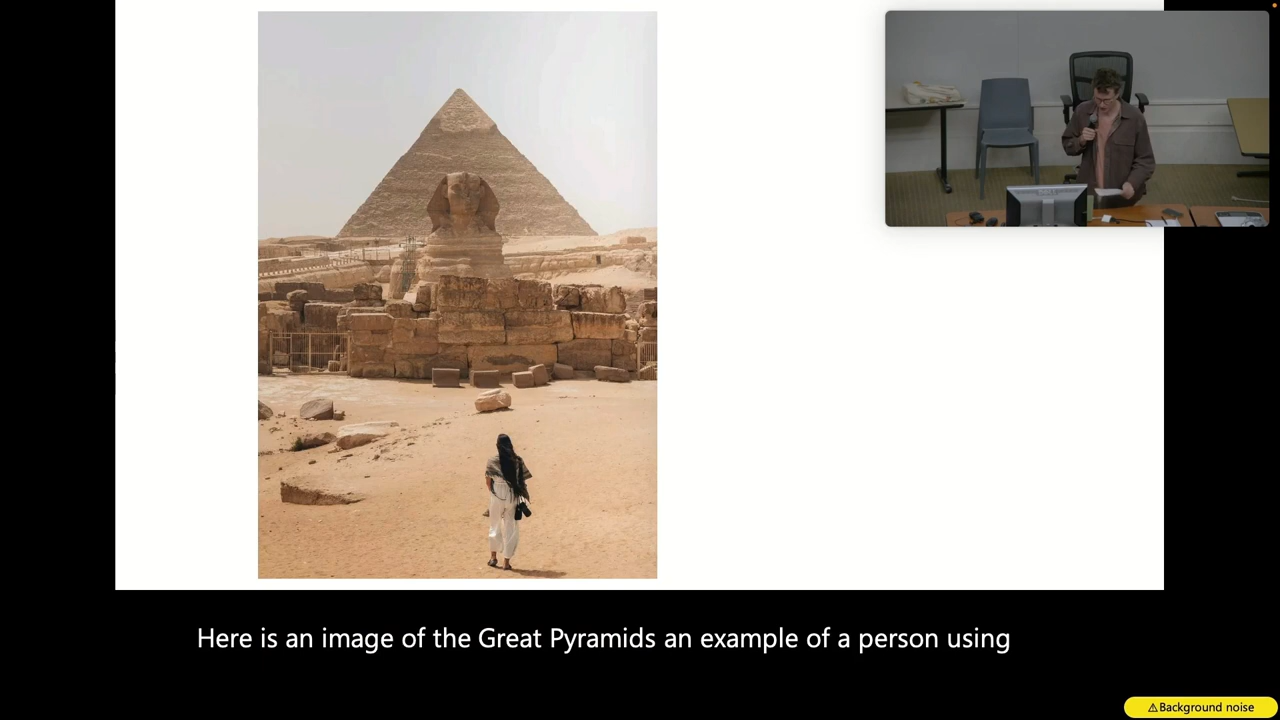 Here is an image of the Great Pyramids an example of a person using
⚠Background noise